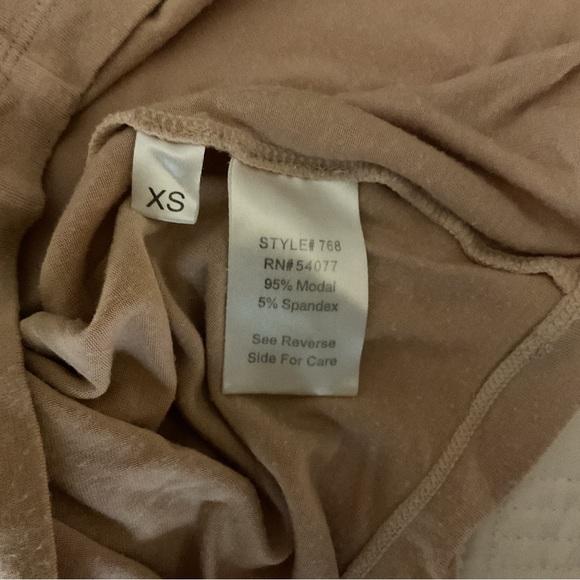 XS
STYLE# 768
RN# 54077
95% Modal
5% Spandex
See Reverse
Side For Care